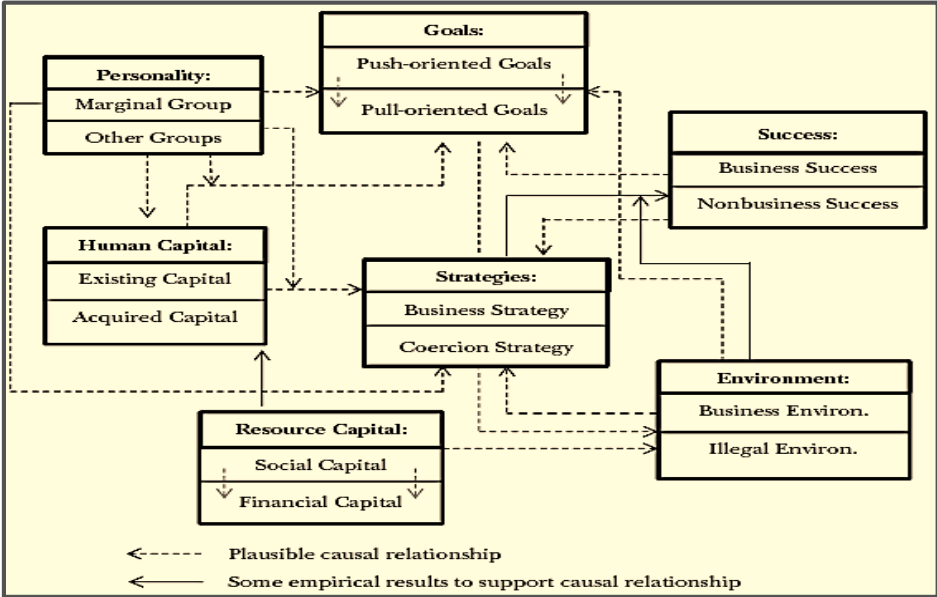 Goals:
Push-oriented Goals
Pull-oriented Goals
Personality:
Marginal Group
Other Groups
Success:
Business Success
Nonbusiness Success
Human Capital:
Existing Capital
Acquired Capital
Strategies:
Business Strategy
Coercion Strategy
Environment:
Business Environ.
Illegal Environ.
Resource Capital:
Social Capital
Financial Capital
Plausible causal relationship
Some empirical results to support causal relationship